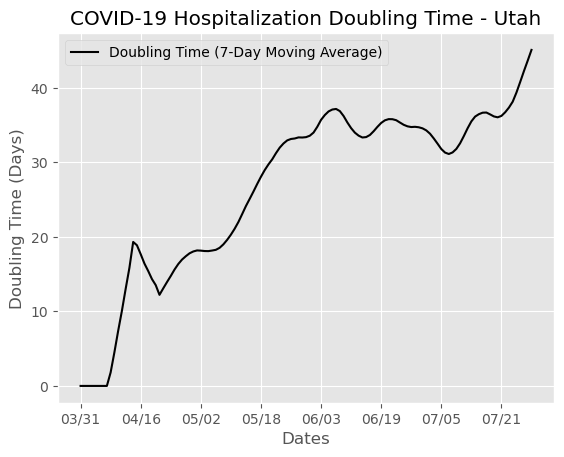 COVID-19 Hospitalization Doubling Time - Utah
Doubling Time (7-Day Moving Average)
Doubling Time (Days)
40
30
20
10
0
03/31 04/16 05/02 05/18 06/03 06/19 07/05 07/21
Dates